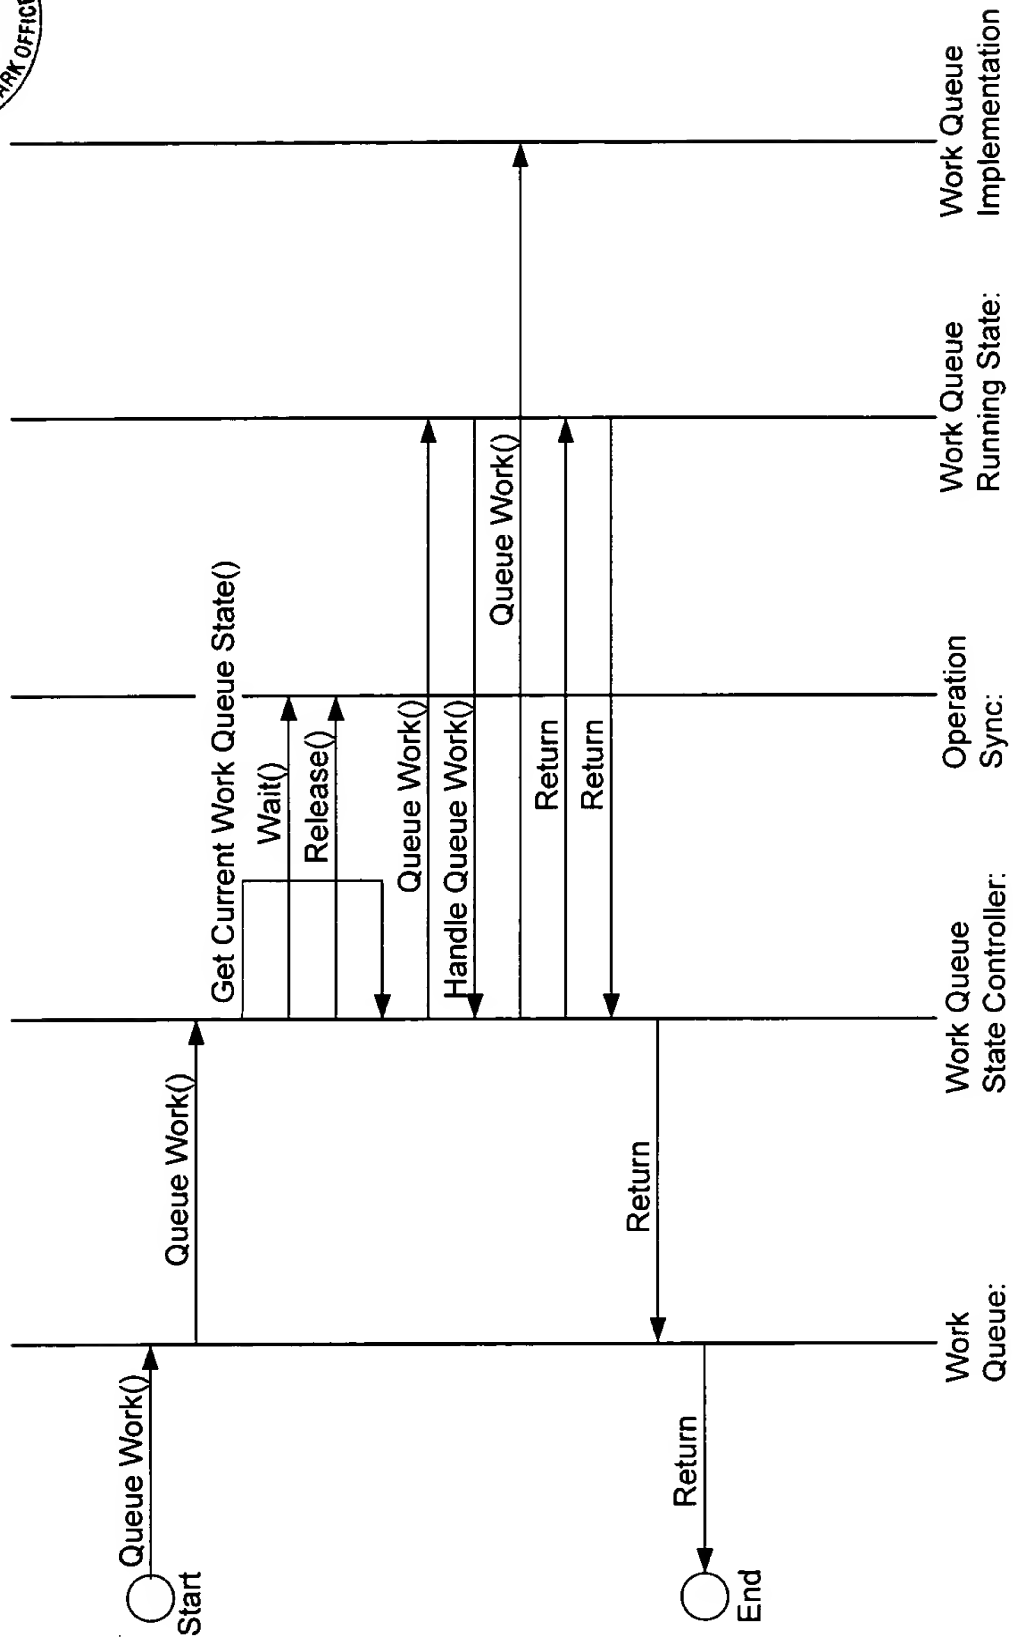 ARK OFFICE
Start
Queue Work()
Queue Work()
Get Current Work Queue State()
Wait()
Release()
Queue Work()
Handle Queue Work()
Queue Work()
Return
Return
Return
Return
End
Work
Queue:
Work Queue
State Controller:
Operation
Sync:
Work Queue
Running State:
Work Queue
Implementation